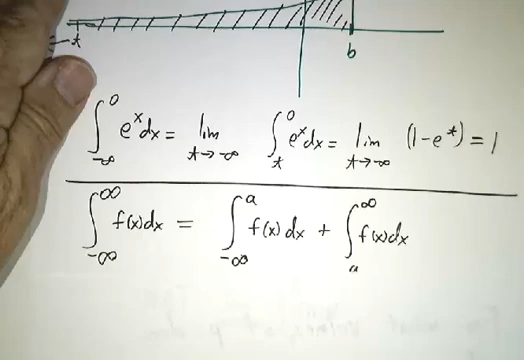 t b
∫_{-∞}^{0} e^x dx = lim_{t→-∞} ∫_{t}^{0} e^x dx = lim_{t→-∞} (1-e^t) = 1
∫_{-∞}^{∞} f(x)dx = ∫_{-∞}^{a} f(x)dx + ∫_{a}^{∞} f(x)dx